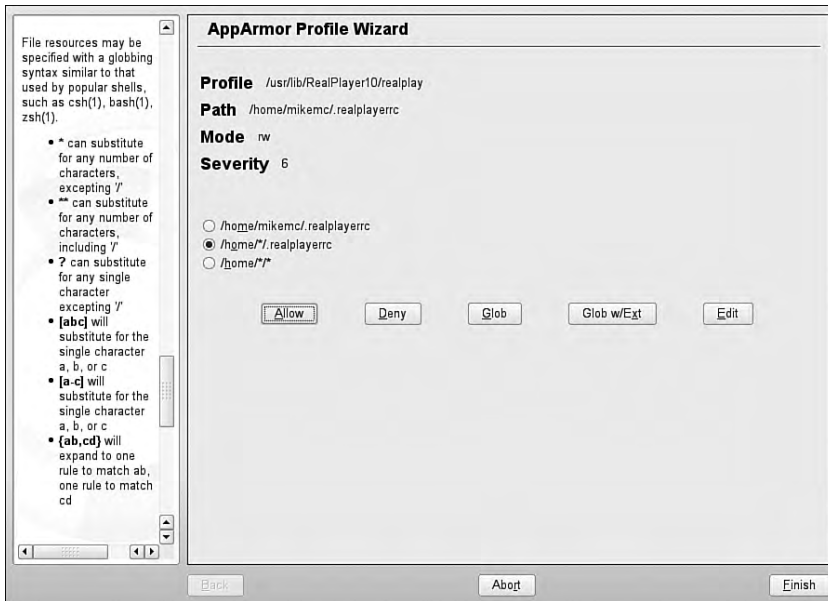 File resources may be
specified with a globbing
syntax similar to that
used by popular shells,
such as csh(1), bash(1),
zsh(1).
• * can substitute
for any number of
characters,
excepting '/'
• ** can substitute
for any number of
characters,
including '/'
• ? can substitute
for any single
character
excepting '/'
• [abc] will
substitute for the
single character
a, b, or c
• [a-c] will
substitute for the
single character
a, b, or c
• {ab,cd} will
expand to one
rule to match ab,
one rule to match
cd
AppArmor Profile Wizard
Profile /usr/lib/RealPlayer10/realplay
Path /home/mikemc/.realplayerrc
Mode rw
Severity 6
/home/mikemc/.realplayerrc
/home/*/.realplayerrc
/home/*/*
Allow Deny Glob Glob w/Ext Edit
Back Abort Finish